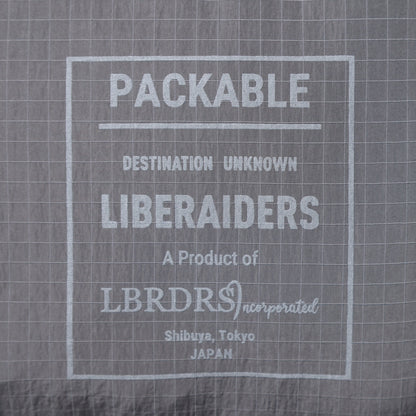 PACKABLE
DESTINATION UNKNOWN
LIBERAIDERS
A Product of
LBRDRS Incorporated
Shibuya, Tokyo
JAPAN